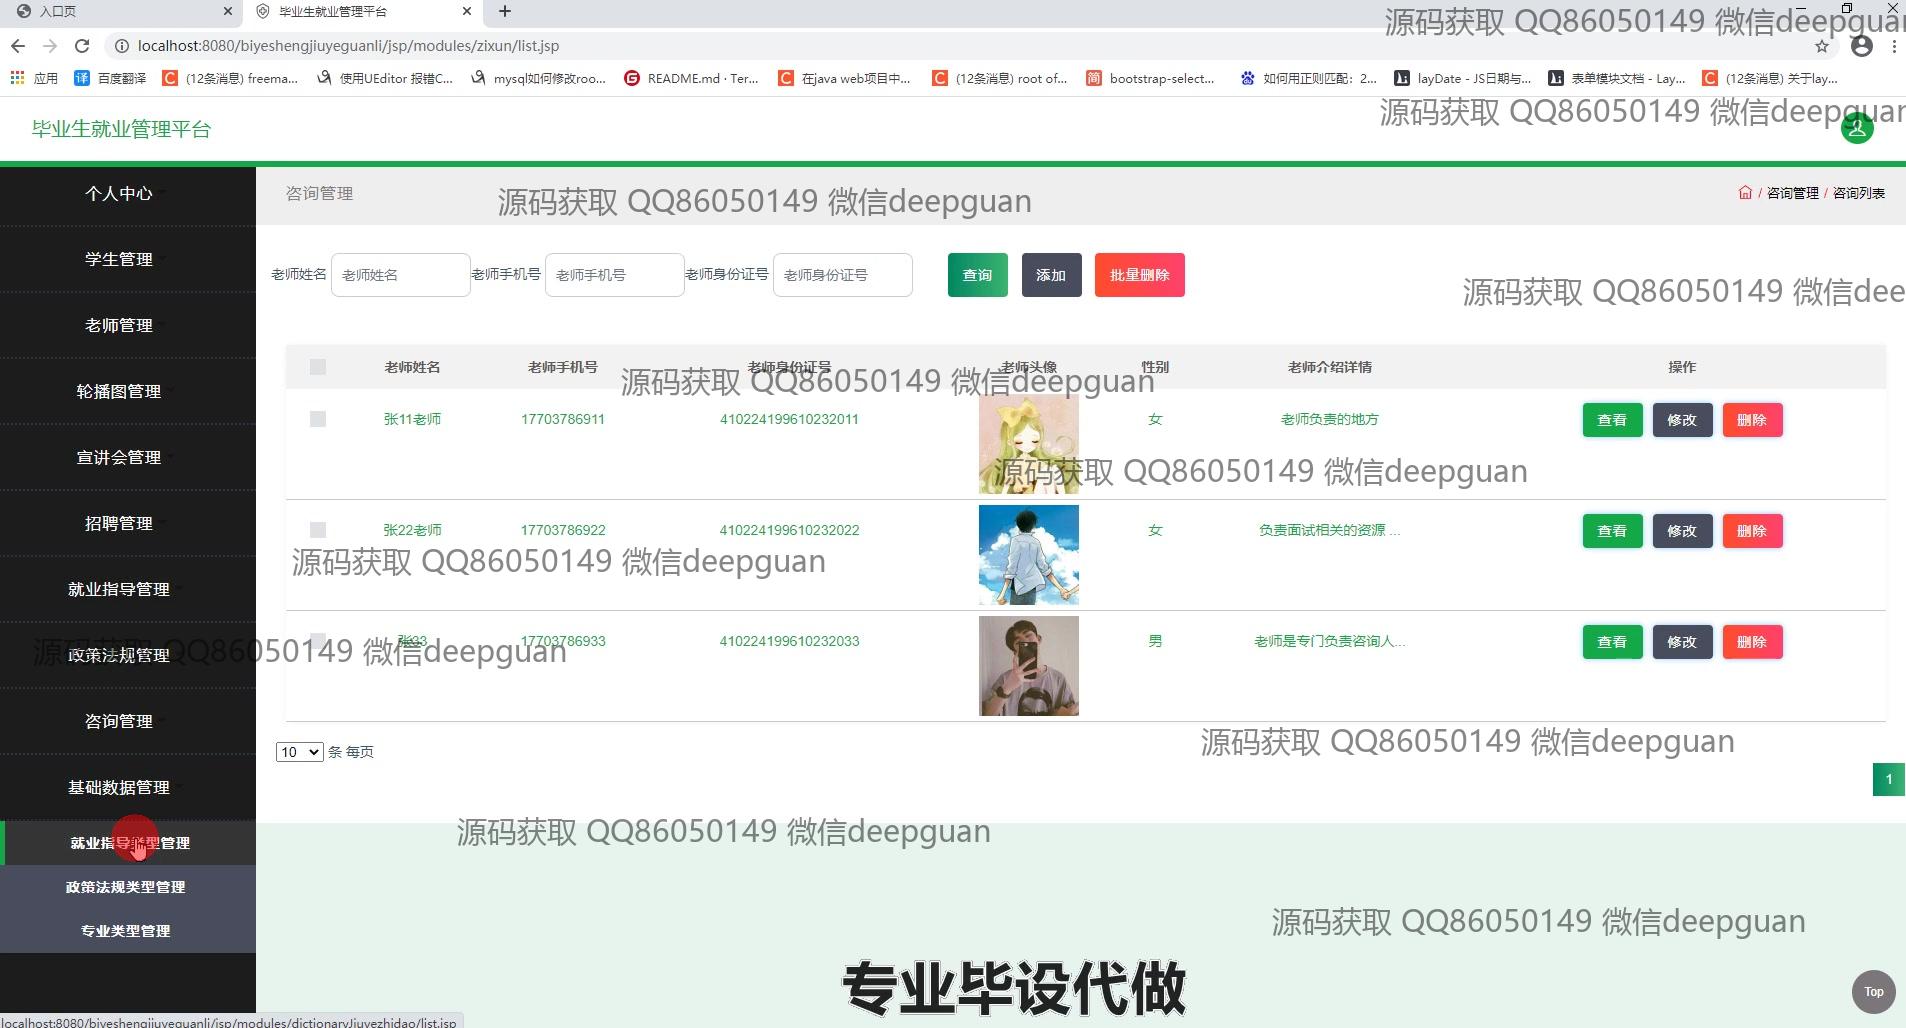 入口页
毕业生就业管理平台
localhost:8080/biyeshengjiuyeguanli/jsp/modules/zixun/list.jsp
应用 百度翻译 (12条消息) freema... 使用UEditor 报错C... mysql如何修改roo... README.md · Ter... 在java web项目中... (12条消息) root of... bootstrap-select... 如何用正则匹配：2... layDate - JS日期与... 表单模块文档 - Lay... (12条消息) 关于lay...
源码获取 QQ86050149 微信deepguan
毕业生就业管理平台
源码获取 QQ86050149 微信deepguan
个人中心
学生管理
老师管理
轮播图管理
宣讲会管理
招聘管理
就业指导管理
政策法规管理
咨询管理
基础数据管理
就业指导类型管理
政策法规类型管理
专业类型管理
咨询管理
源码获取 QQ86050149 微信deepguan
/ 咨询管理 / 咨询列表
老师姓名 老师姓名 老师手机号 老师手机号 老师身份证号 老师身份证号 查询 添加 批量删除
源码获取 QQ86050149 微信dee
老师姓名 老师手机号 老师身份证号 老师头像 性别 老师介绍详情 操作
源码获取 QQ86050149 微信deepguan
张11老师 17703786911 410224199610232011 女 老师负责的地方 查看 修改 删除
源码获取 QQ86050149 微信deepguan
张22老师 17703786922 410224199610232022 女 负责面试相关的资源 ... 查看 修改 删除
源码获取 QQ86050149 微信deepguan
张33 17703786933 410224199610232033 男 老师是专门负责咨询人... 查看 修改 删除
源码获取 QQ86050149 微信deepguan
10 条 每页
源码获取 QQ86050149 微信deepguan
1
源码获取 QQ86050149 微信deepguan
源码获取 QQ86050149 微信deepguan
专业毕设代做
Top
localhost:8080/biyeshengjiuyeguanli/jsp/modules/dictionaryJiuyezhidao/list.jsp